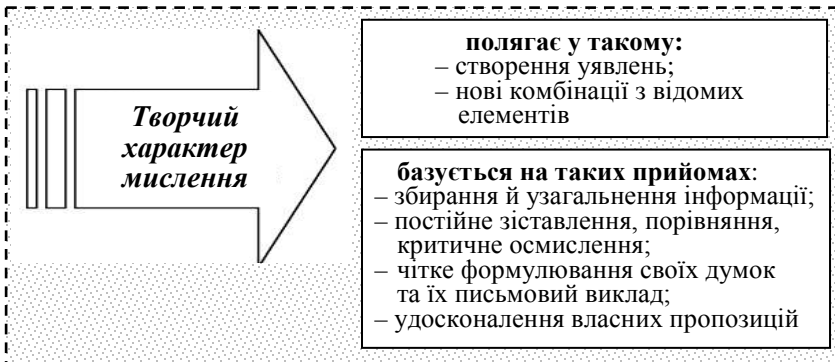 Творчий
характер
мислення
полягає у такому:
– створення уявлень;
– нові комбінації з відомих
елементів
базується на таких прийомах:
– збирання й узагальнення інформації;
– постійне зіставлення, порівняння,
критичне осмислення;
– чітке формулювання своїх думок
та їх письмовий виклад;
– удосконалення власних пропозицій